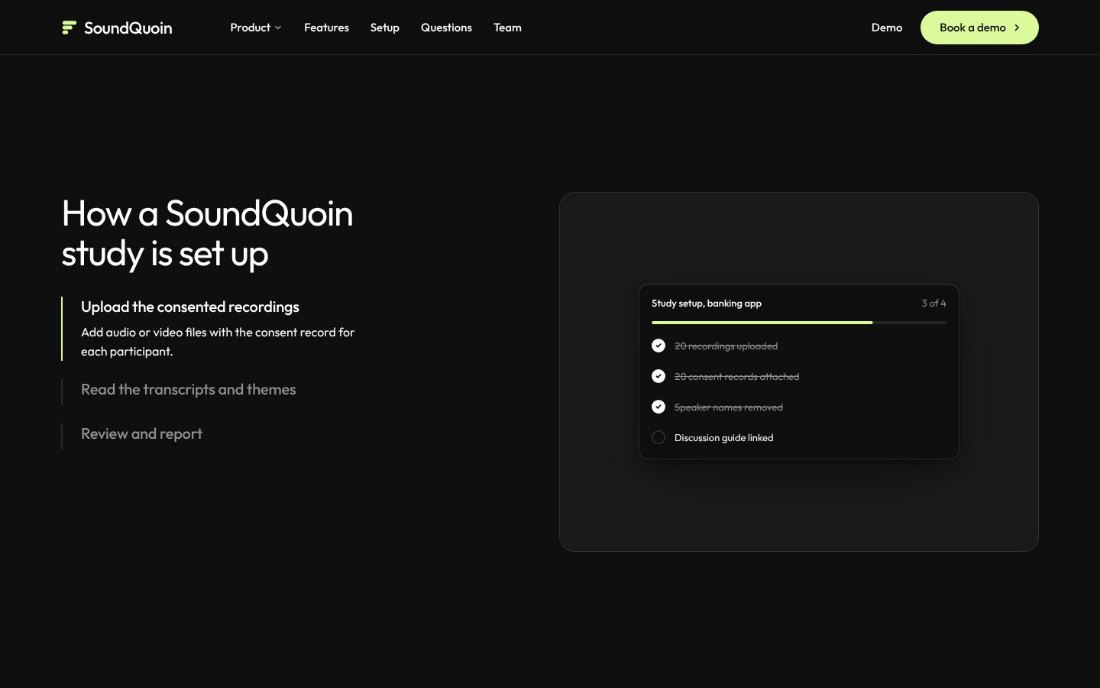 SoundQuoin
Product
Features
Setup
Questions
Team
Demo
Book a demo
How a SoundQuoin
study is set up
Upload the consented recordings
Add audio or video files with the consent record for
each participant.
Read the transcripts and themes
Review and report
Study setup, banking app
3 of 4
20 recordings uploaded
20 consent records attached
Speaker names removed
Discussion guide linked